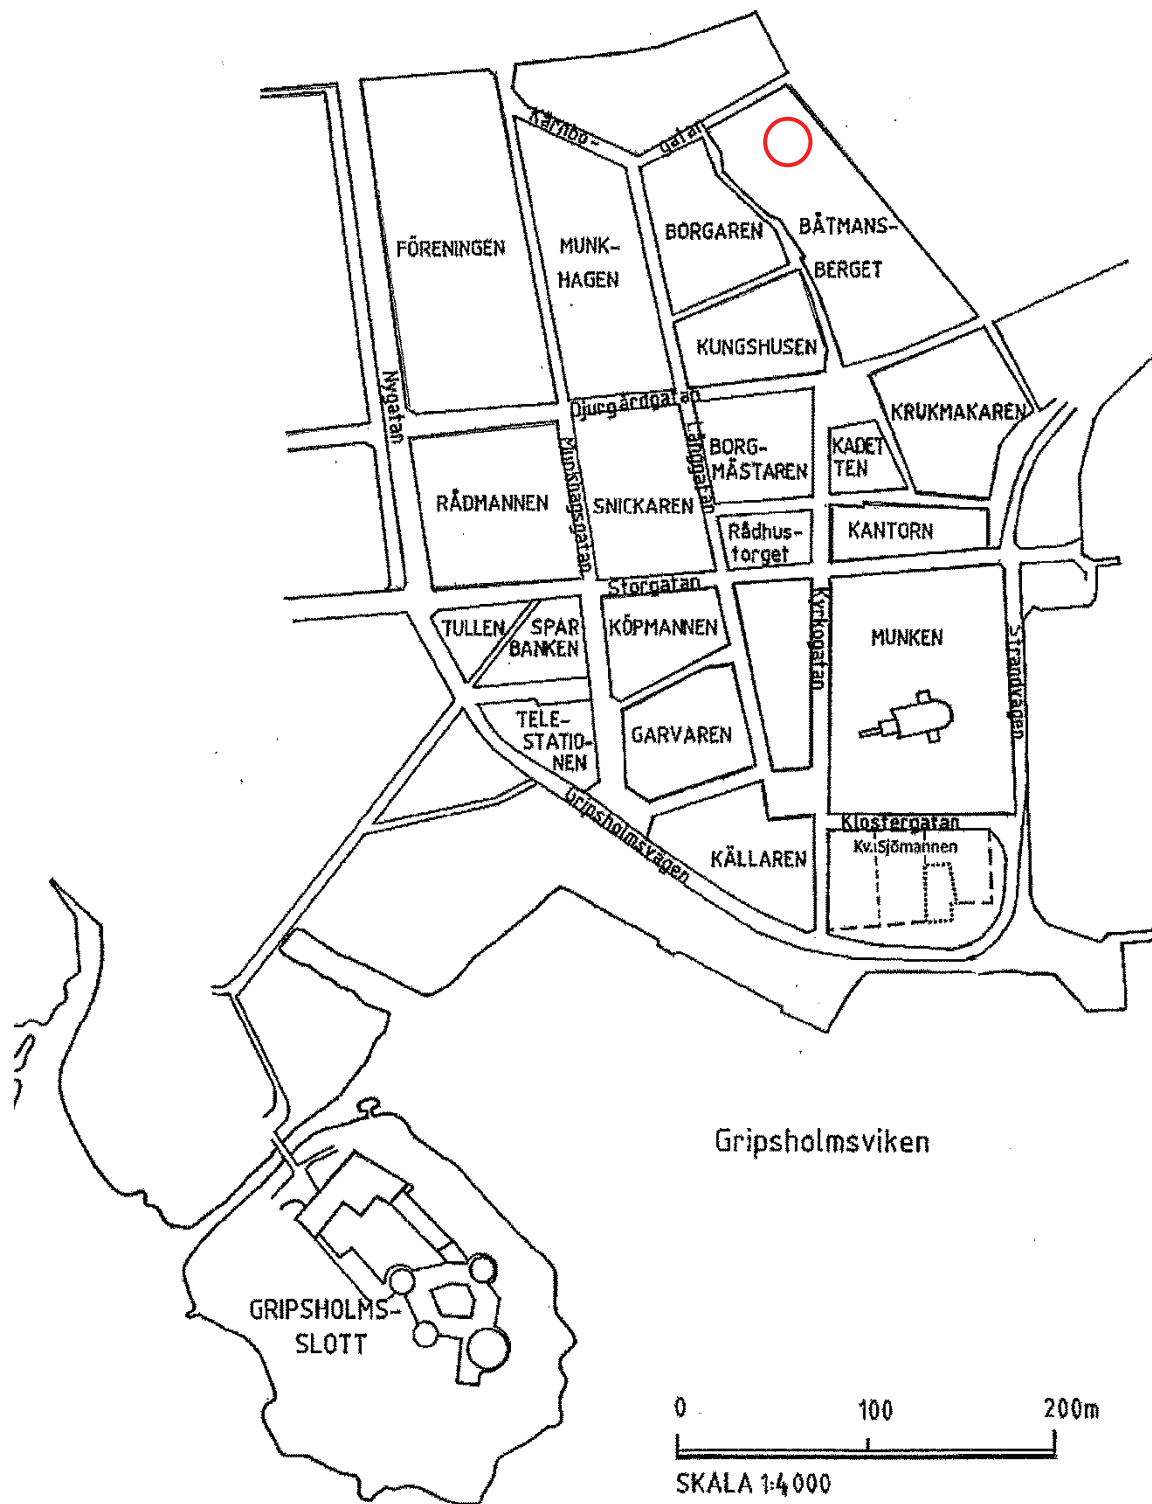 Kärnbo-
gatan
FÖRENINGEN
MUNK-
HAGEN
BORGAREN
BÅTMANS-
BERGET
KUNGSHUSEN
Nygatan
Djurgårdgatan
KRUKMAKAREN
Munkhagsgatan
Långgatan
BORG-
MÄSTAREN
KADET
TEN
RÅDMANNEN
SNICKAREN
Rådhus-
torget
KANTORN
Storgatan
TULLEN
SPAR
BANKEN
KÖPMANNEN
Kyrkogatan
MUNKEN
Strandvägen
TELE-
STATIO-
NEN
GARVAREN
Gripsholmsvägen
KÄLLAREN
Klostergatan
Kv. Sjömannen
Gripsholmsviken
GRIPSHOLMS-
SLOTT
0 100 200m
SKALA 1:4000